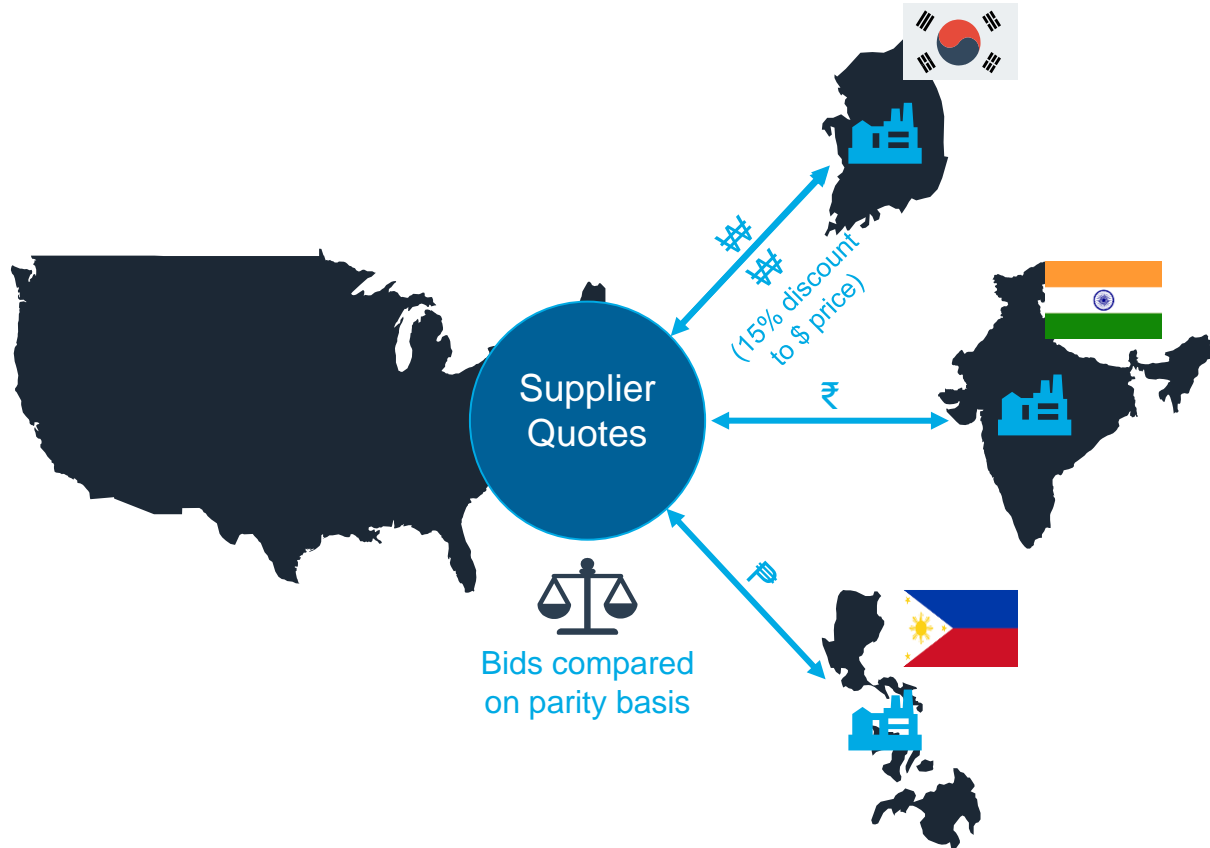 ₩
₩
(15% discount
to $ price)
Supplier
Quotes
₹
₱
Bids compared
on parity basis